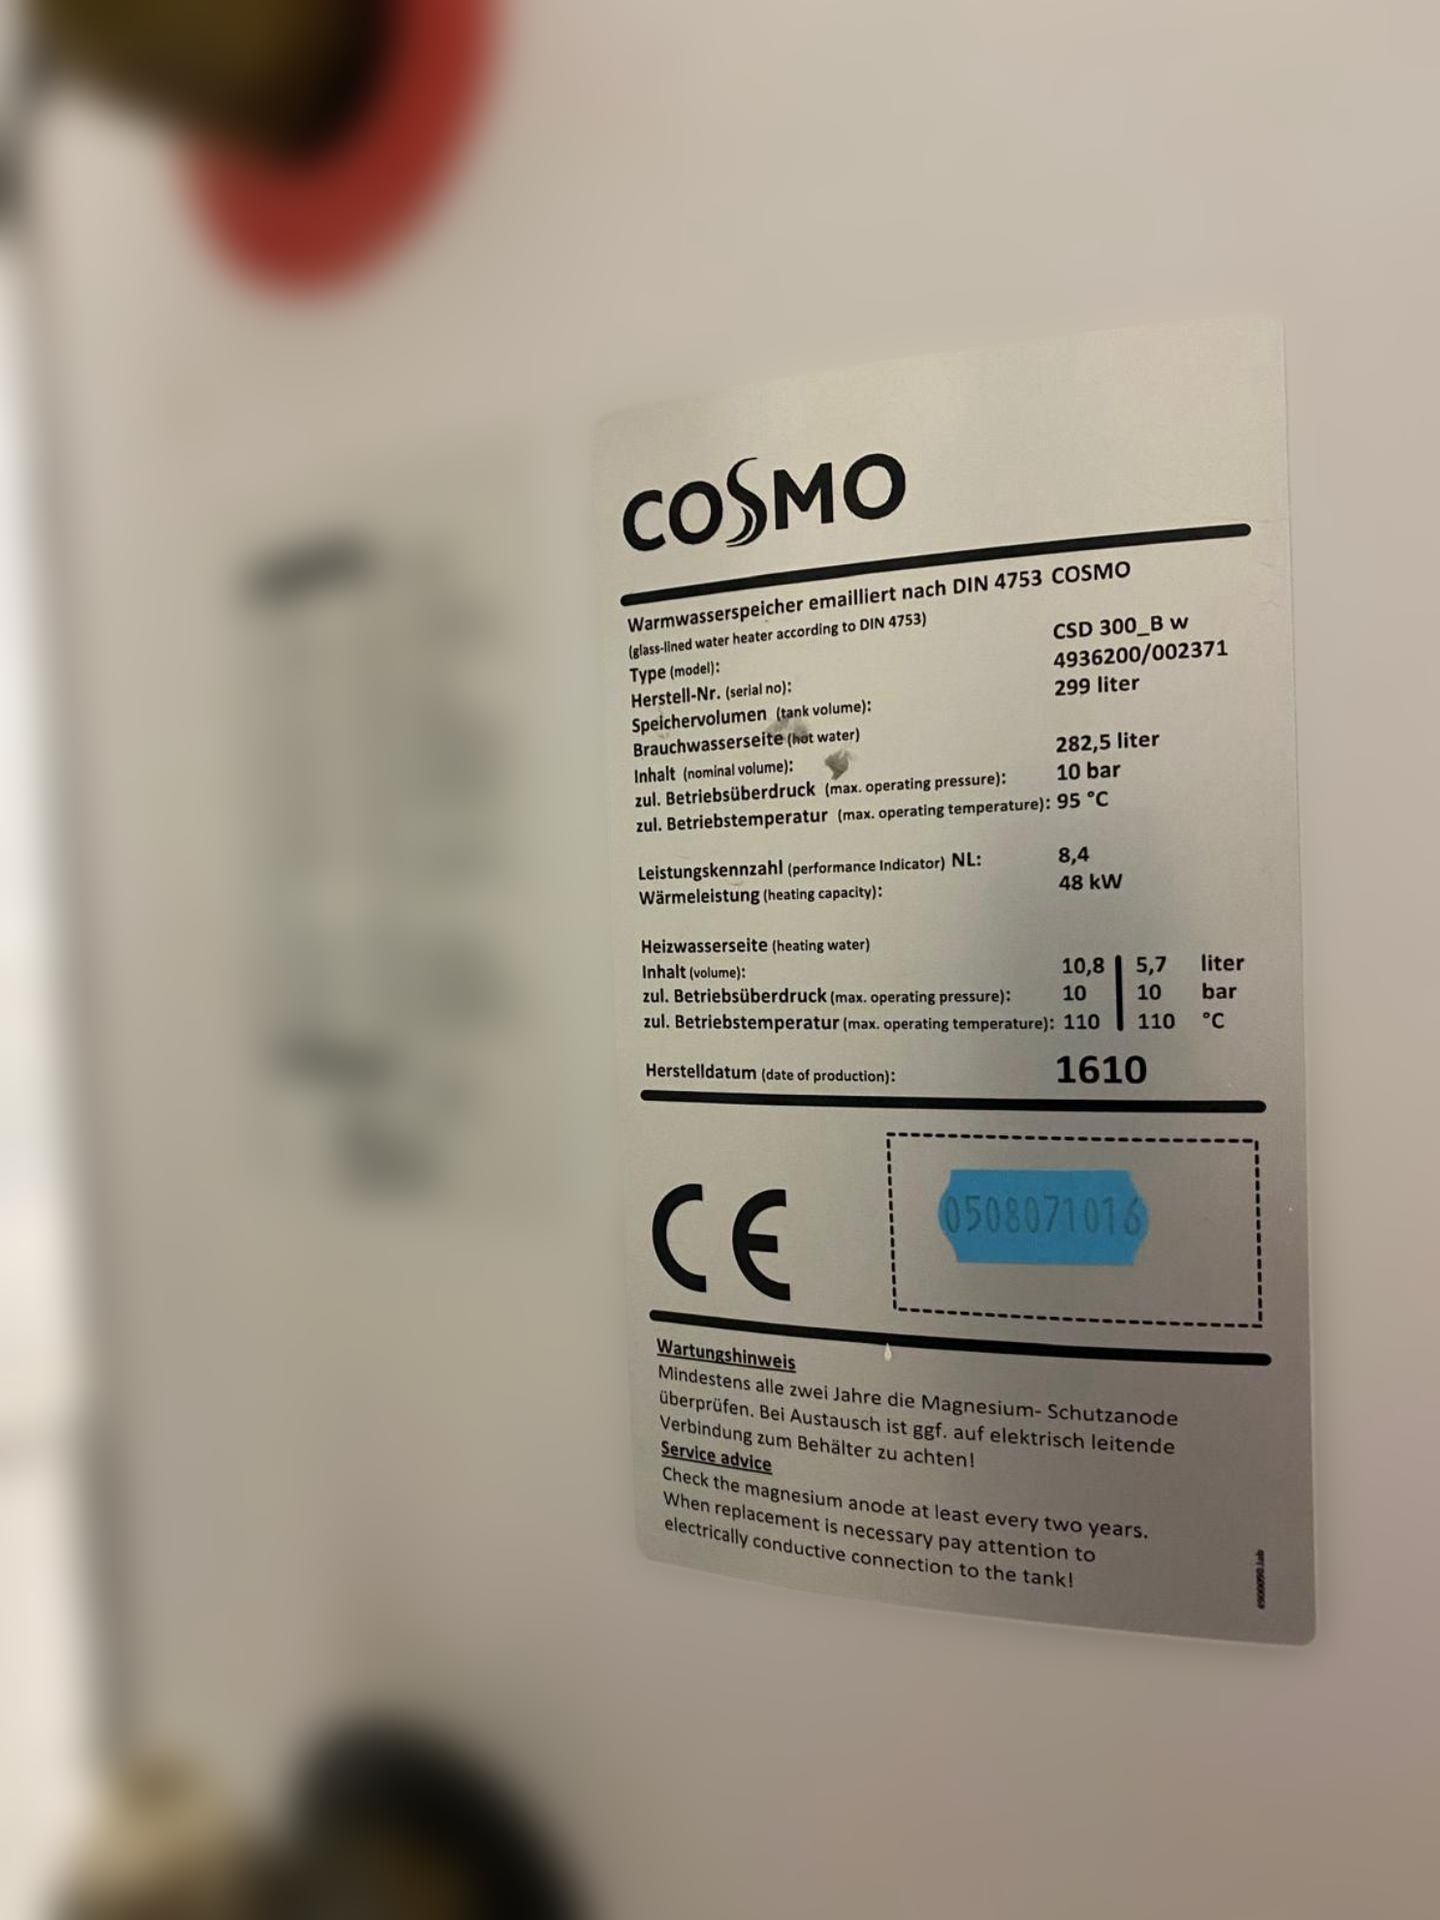 COSMO
Warmwasserspeicher emailliert nach DIN 4753 COSMO
(glass-lined water heater according to DIN 4753)
Type (model): CSD 300_B w
Herstell-Nr. (serial no): 4936200/002371
Speichervolumen (tank volume): 299 liter
Brauchwasserseite (hot water)
Inhalt (nominal volume): 282,5 liter
zul. Betriebsüberdruck (max. operating pressure): 10 bar
zul. Betriebstemperatur (max. operating temperature): 95 °C
Leistungskennzahl (performance Indicator) NL: 8,4
Wärmeleistung (heating capacity): 48 kW
Heizwasserseite (heating water)
Inhalt (volume): 10,8 | 5,7 liter
zul. Betriebsüberdruck (max. operating pressure): 10 | 10 bar
zul. Betriebstemperatur (max. operating temperature): 110 | 110 °C
Herstelldatum (date of production): 1610
CE
0508071016
Wartungshinweis
Mindestens alle zwei Jahre die Magnesium- Schutzanode
überprüfen. Bei Austausch ist ggf. auf elektrisch leitende
Verbindung zum Behälter zu achten!
Service advice
Check the magnesium anode at least every two years.
When replacement is necessary pay attention to
electrically conductive connection to the tank!